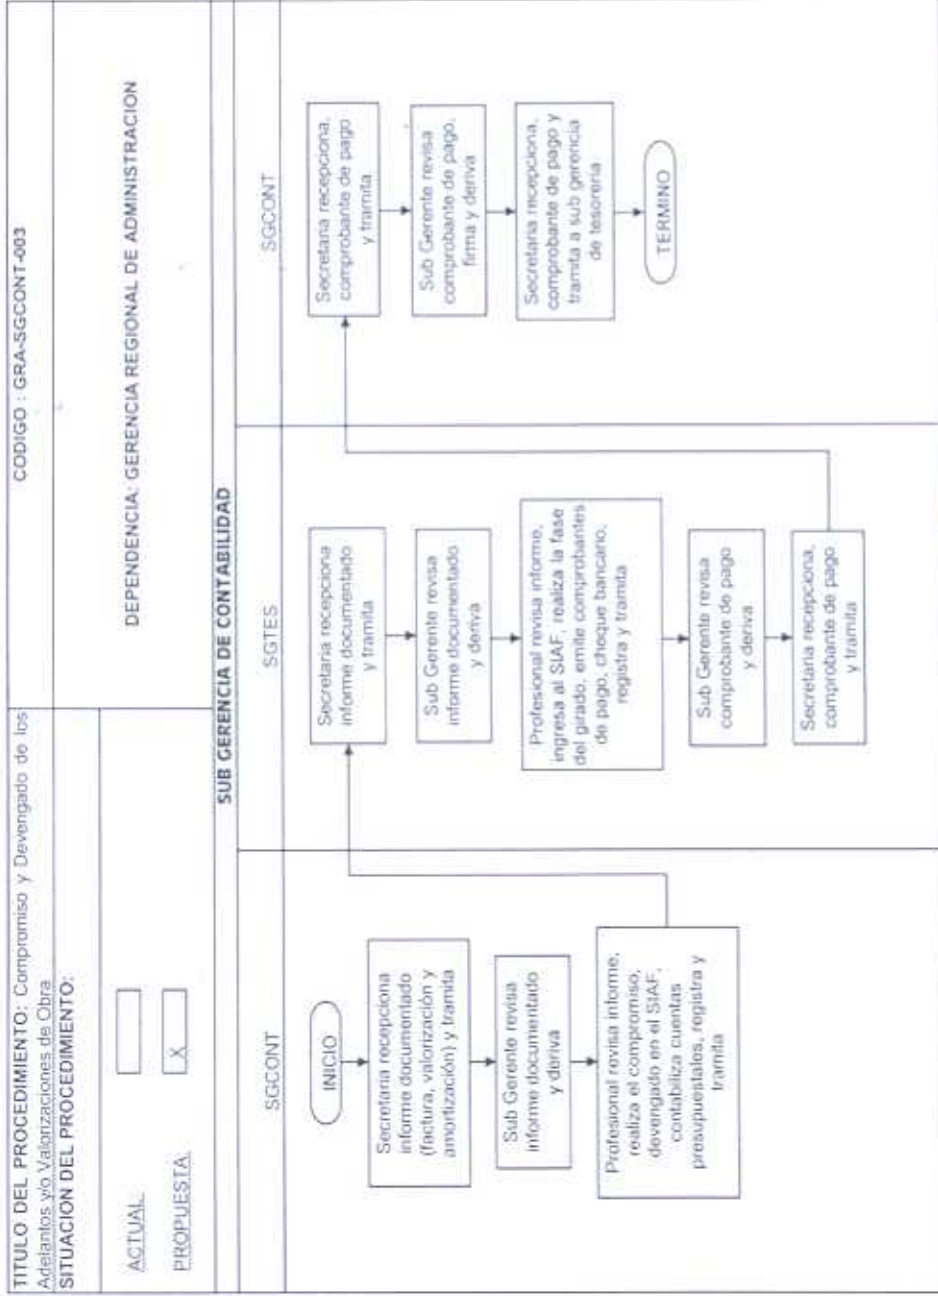 TITULO DEL PROCEDIMIENTO: Compromiso y Devengado de los
Adelantos y/o Valorizaciones de Obra
CODIGO : GRA-SGCONT-003
SITUACION DEL PROCEDIMIENTO:
ACTUAL
PROPUESTA
X
DEPENDENCIA: GERENCIA REGIONAL DE ADMINISTRACION
SUB GERENCIA DE CONTABILIDAD
SGCONT
INICIO
Secretaria recepciona
informe documentado
(factura, valorización y
amortización) y tramita
Sub Gerente revisa
informe documentado
y deriva
Profesional revisa informe,
realiza el compromiso,
devengado en el SIAF,
contabiliza cuentas
presupuestales, registra y
tramita
SGTES
Secretaria recepciona
informe documentado
y tramita
Sub Gerente revisa
informe documentado
y deriva
Profesional revisa informe,
ingresa al SIAF, realiza la fase
del girado, emite comprobantes
de pago, cheque bancario,
registra y tramita
Sub Gerente revisa
comprobante de pago
y deriva
Secretaria recepciona,
comprobante de pago
y tramita
SGCONT
Secretaria recepciona,
comprobante de pago
y tramita
Sub Gerente revisa
comprobante de pago,
firma y deriva
Secretaria recepciona,
comprobante de pago y
tramita a sub gerencia
de tesoreria
TERMINO